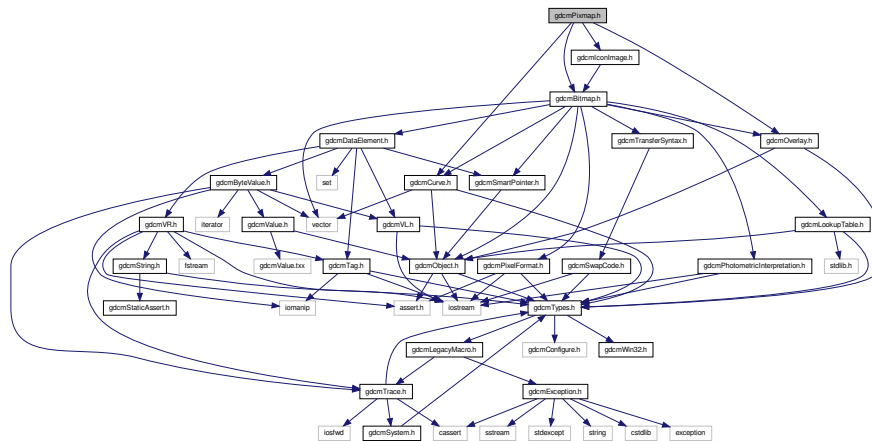 gdcmPixmap.h
gdcmIconImage.h
gdcmBitmap.h
gdcmDataElement.h
gdcmTransferSyntax.h
gdcmOverlay.h
gdcmByteValue.h
set
gdcmCurve.h
gdcmSmartPointer.h
gdcmVR.h
iterator
gdcmValue.h
vector
gdcmVL.h
gdcmLookupTable.h
gdcmString.h
fstream
gdcmValue.txx
gdcmTag.h
gdcmObject.h
gdcmPixelFormat.h
gdcmSwapCode.h
gdcmPhotometricInterpretation.h
stdlib.h
gdcmStaticAssert.h
iomanip
assert.h
iostream
gdcmTypes.h
gdcmLegacyMacro.h
gdcmConfigure.h
gdcmWin32.h
gdcmTrace.h
gdcmException.h
iosfwd
gdcmSystem.h
cassert
sstream
stdexcept
string
cstdlib
exception